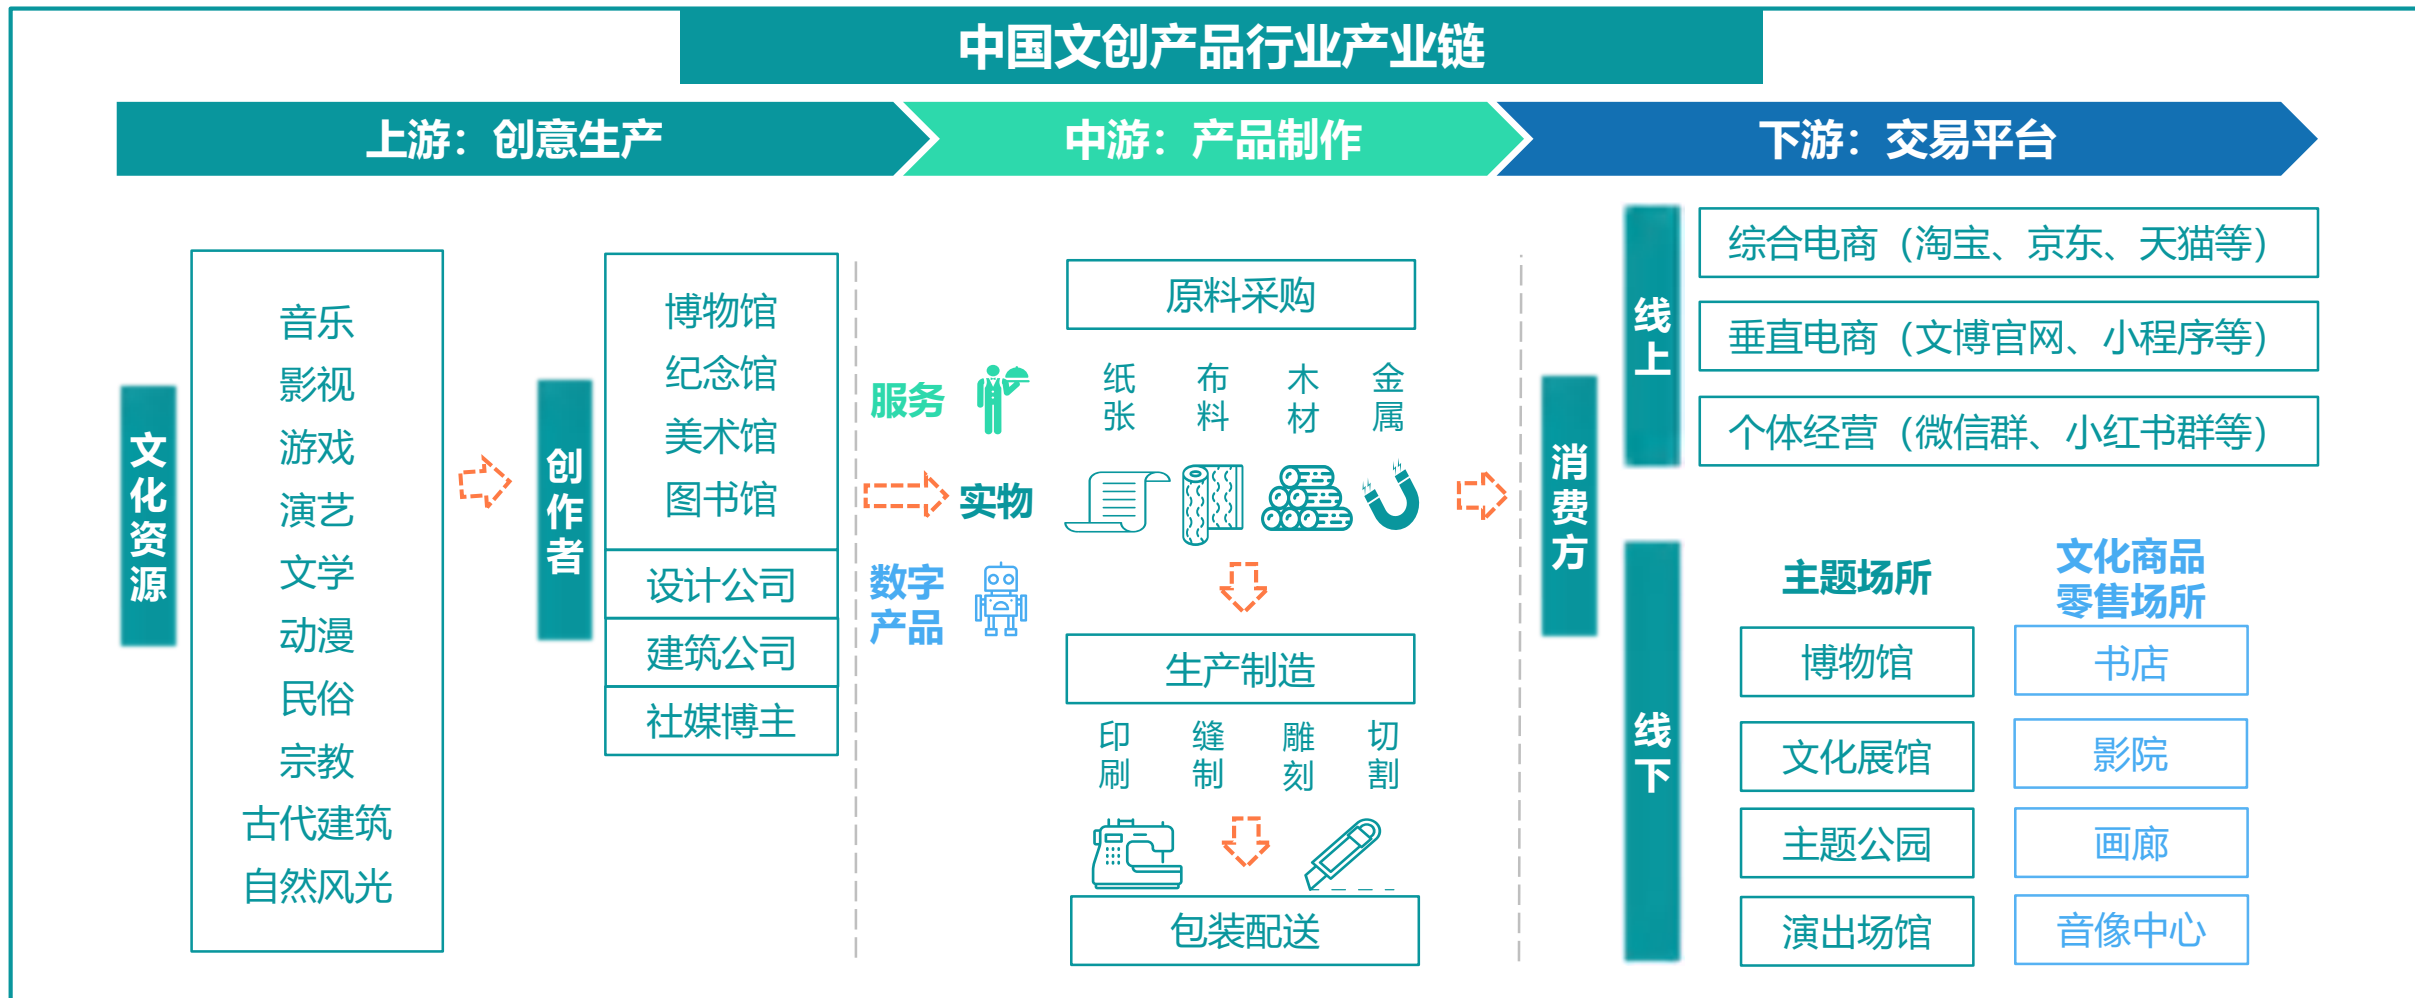 中国文创产品行业产业链
上游：创意生产
中游：产品制作
下游：交易平台
文化资源
音乐
影视
游戏
演艺
文学
动漫
民俗
宗教
古代建筑
自然风光
创作者
博物馆
纪念馆
美术馆
图书馆
设计公司
建筑公司
社媒博主
服务
实物
数字
产品
原料采购
纸张
布料
木材
金属
生产制造
印刷
缝制
雕刻
切割
包装配送
消费方
线上
综合电商（淘宝、京东、天猫等）
垂直电商（文博官网、小程序等）
个体经营（微信群、小红书群等）
线下
主题场所
博物馆
文化展馆
主题公园
演出场馆
文化商品
零售场所
书店
影院
画廊
音像中心